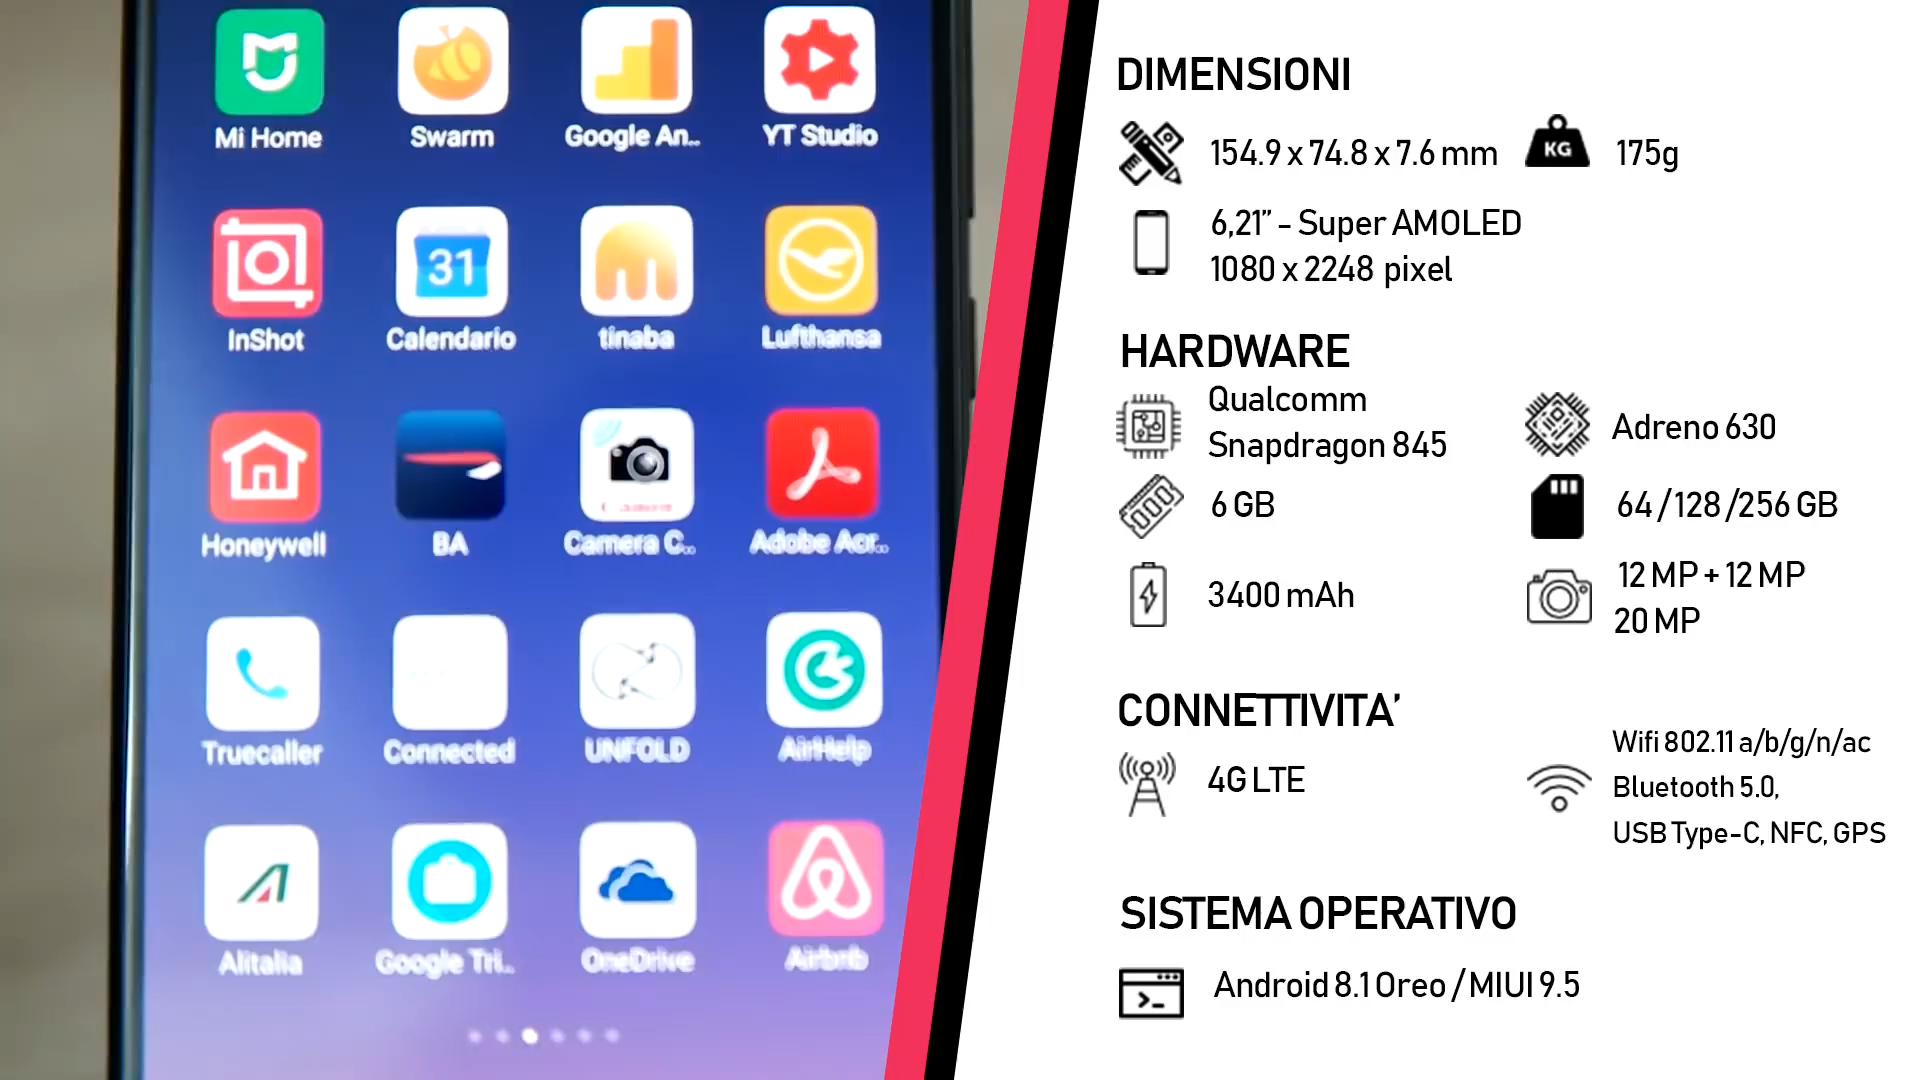 Mi Home
Swarm
Google An..
YT Studio
InShot
31
Calendario
tinaba
Lufthansa
Honeywell
BA
Camera C..
Adobe Acr..
Truecaller
Connected
UNFOLD
AirHelp
Alitalia
Google Tri..
OneDrive
Airbnb
DIMENSIONI
154.9 x 74.8 x 7.6 mm
KG
175g
6,21” - Super AMOLED
1080 x 2248 pixel
HARDWARE
Qualcomm
Snapdragon 845
Adreno 630
6 GB
64 /128 /256 GB
3400 mAh
12 MP + 12 MP
20 MP
CONNETTIVITA’
4G LTE
Wifi 802.11 a/b/g/n/ac
Bluetooth 5.0,
USB Type-C, NFC, GPS
SISTEMA OPERATIVO
Android 8.1 Oreo / MIUI 9.5